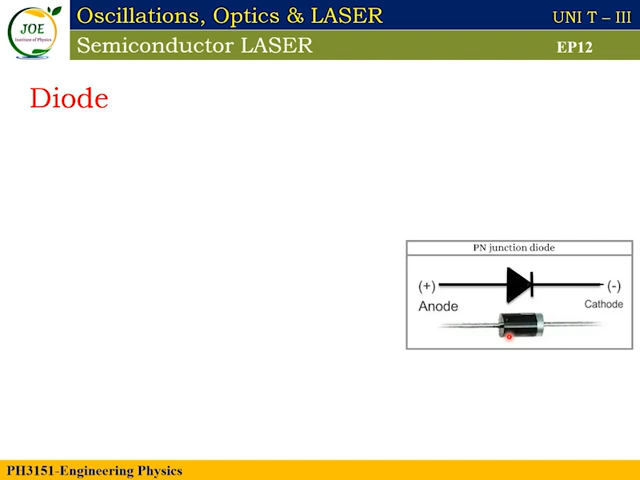 JOE
Institute of Physics
Oscillations, Optics & LASER
UNI T – III
Semiconductor LASER
EP12
Diode
PN junction diode
(+)
(-)
Anode
Cathode
PH3151-Engineering Physics